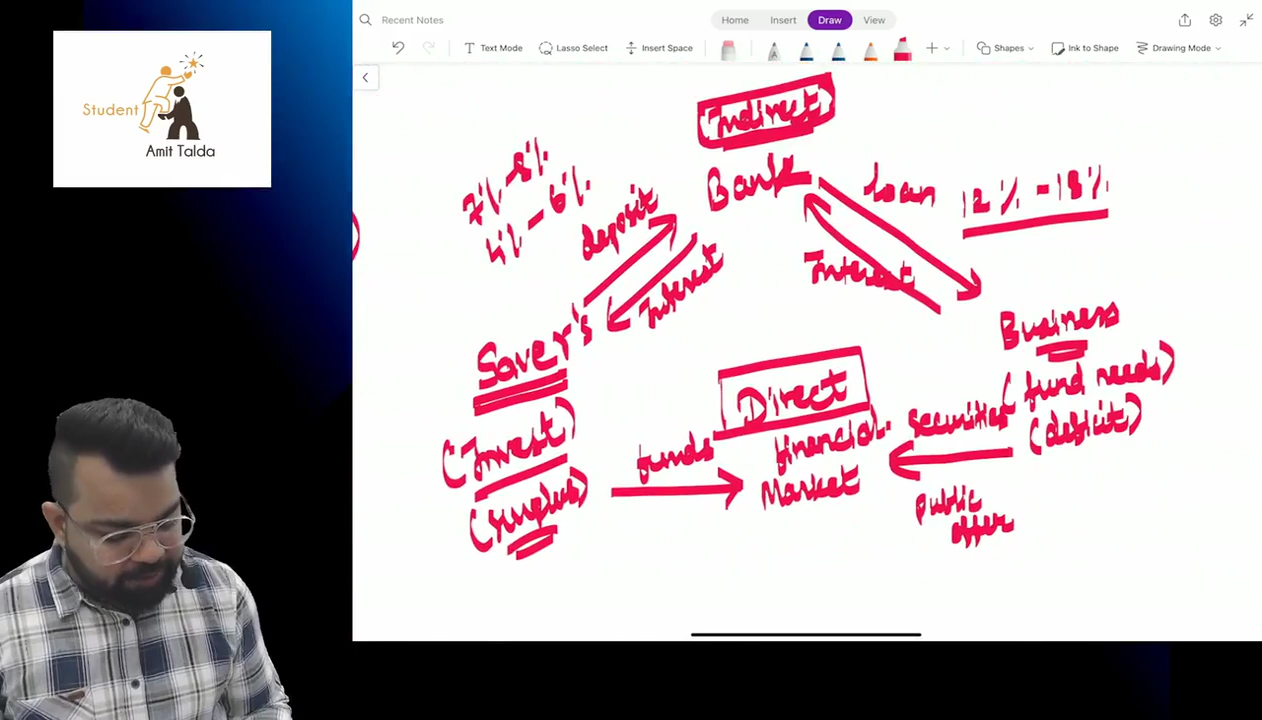 Recent Notes
Home Insert Draw View
Text Mode Lasso Select Insert Space Shapes Ink to Shape Drawing Mode
Student
Amit Talda
(Indirect)
Bank
7% - 8%
4% - 6%
deposit
Interest
loan 12% - 18%
Interest
Saver's
(Invest)
(surplus)
Business
(fund needs)
(deficit)
Direct
funds
financial
Market
securities
public
offer